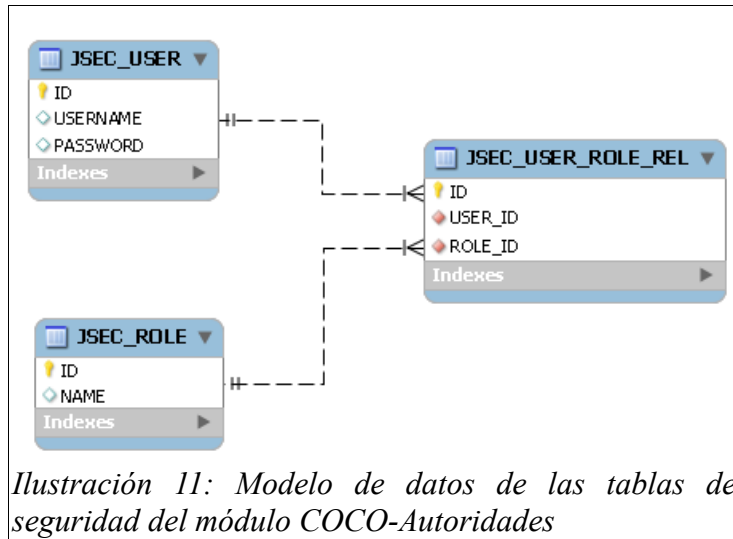 JSEC_USER
ID
USERNAME
PASSWORD
Indexes
JSEC_USER_ROLE_REL
ID
USER_ID
ROLE_ID
Indexes
JSEC_ROLE
ID
NAME
Indexes
Ilustración 11: Modelo de datos de las tablas de
seguridad del módulo COCO-Autoridades